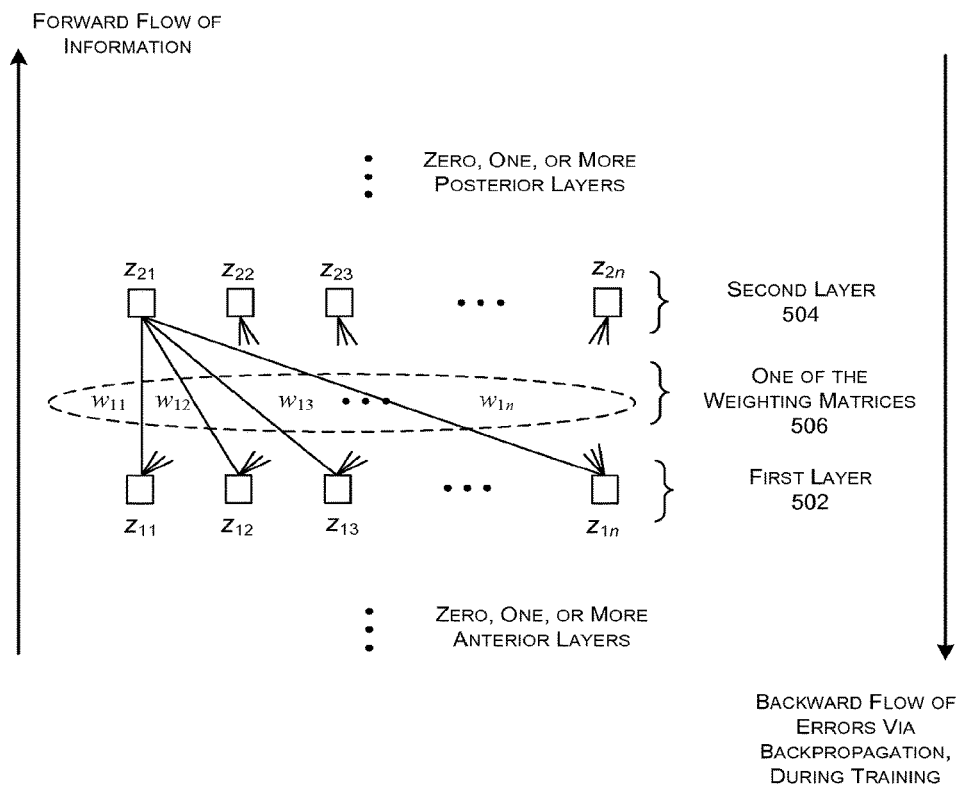 FORWARD FLOW OF
INFORMATION
ZERO, ONE, OR MORE
POSTERIOR LAYERS
z21 z22 z23 z2n
SECOND LAYER
504
w11 w12 w13 w1n
ONE OF THE
WEIGHTING MATRICES
506
FIRST LAYER
502
z11 z12 z13 z1n
ZERO, ONE, OR MORE
ANTERIOR LAYERS
BACKWARD FLOW OF
ERRORS VIA
BACKPROPAGATION,
DURING TRAINING